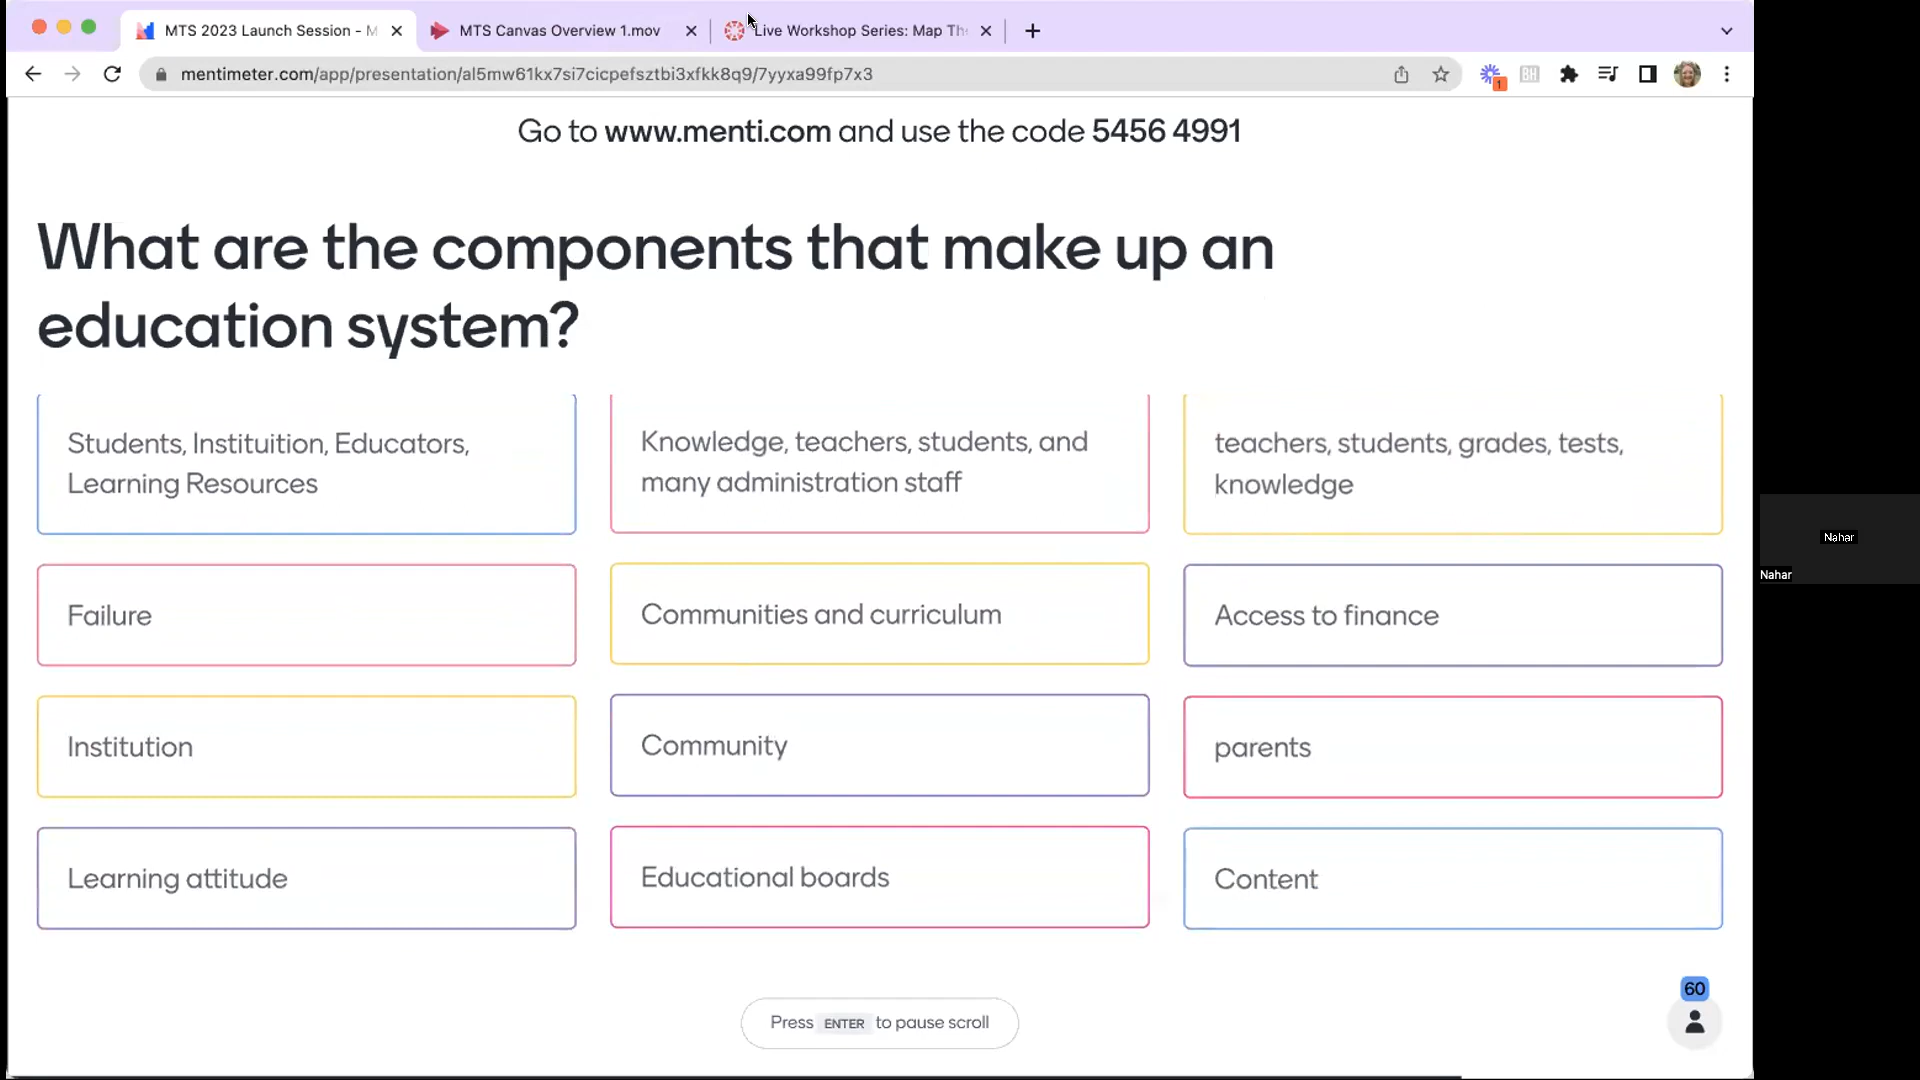 MTS 2023 Launch Session - M
MTS Canvas Overview 1.mov
Live Workshop Series: Map Th
mentimeter.com/app/presentation/al5mw61kx7si7cicpefsztbi3xfkk8q9/7yyxa99fp7x3
1
BH
Go to www.menti.com and use the code 5456 4991
What are the components that make up an
education system?
Students, Instituition, Educators,
Learning Resources
Knowledge, teachers, students, and
many administration staff
teachers, students, grades, tests,
knowledge
Failure
Communities and curriculum
Access to finance
Institution
Community
parents
Learning attitude
Educational boards
Content
60
Press ENTER to pause scroll
Nahar
Nahar